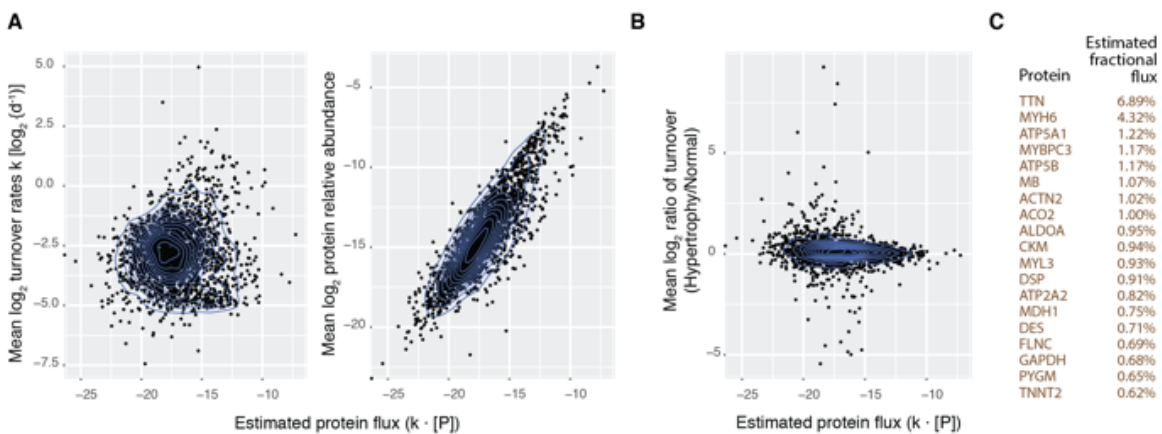 A
B
C
Mean log2 turnover rates k [log2 (d-1)]
5.0
2.5
0.0
−2.5
−5.0
−7.5
−25
−20
−15
−10
Mean log2 protein relative abundance
−5
−10
−15
−20
−25
−20
−15
−10
Estimated protein flux (k · [P])
Mean log2 ratio of turnover
(Hypertrophy/Normal)
5
0
−5
−25
−20
−15
−10
Estimated protein flux (k · [P])
Estimated
fractional
Protein flux
TTN 6.89%
MYH6 4.32%
ATP5A1 1.22%
MYBPC3 1.17%
ATP5B 1.17%
MB 1.07%
ACTN2 1.02%
ACO2 1.00%
ALDOA 0.95%
CKM 0.94%
MYL3 0.93%
DSP 0.91%
ATP2A2 0.82%
MDH1 0.75%
DES 0.71%
FLNC 0.69%
GAPDH 0.68%
PYGM 0.65%
TNNT2 0.62%